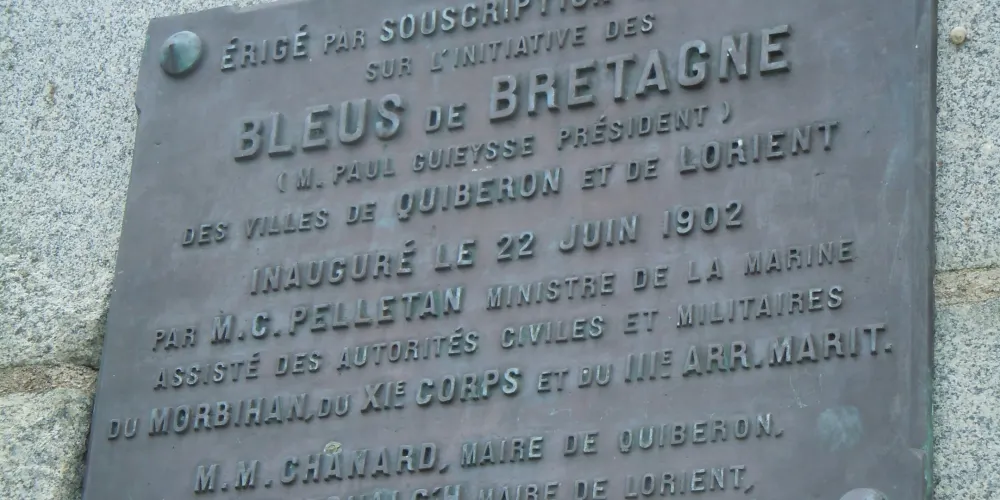 ÉRIGÉ PAR SOUSCRIPTION
SUR L'INITIATIVE DES
BLEUS DE BRETAGNE
(M. PAUL GUIEYSSE PRÉSIDENT)
DES VILLES DE QUIBERON ET DE LORIENT
INAUGURÉ LE 22 JUIN 1902
PAR M.C.PELLETAN MINISTRE DE LA MARINE
ASSISTÉ DES AUTORITÉS CIVILES ET MILITAIRES
DU MORBIHAN, DU XIE CORPS ET DU IIIE ARR. MARIT.
M.M. CHANARD, MAIRE DE QUIBERON,
MAIRE DE LORIENT,